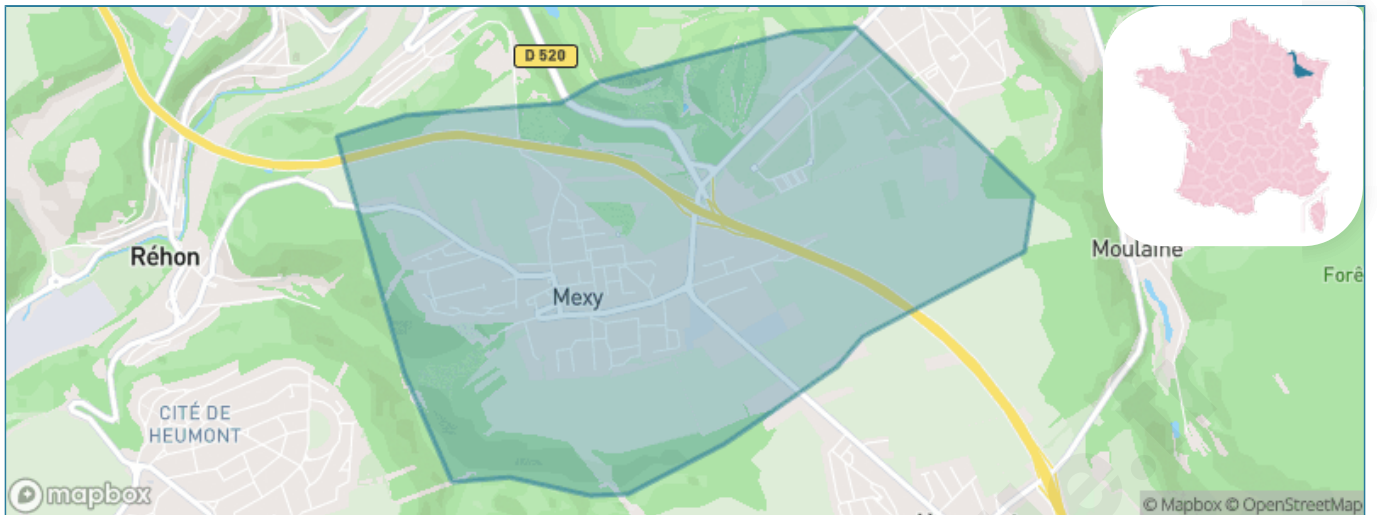 D 520
Réhon
Moulaine
Forê
Mexy
CITÉ DE
HEUMONT
mapbox
© Mapbox © OpenStreetMap